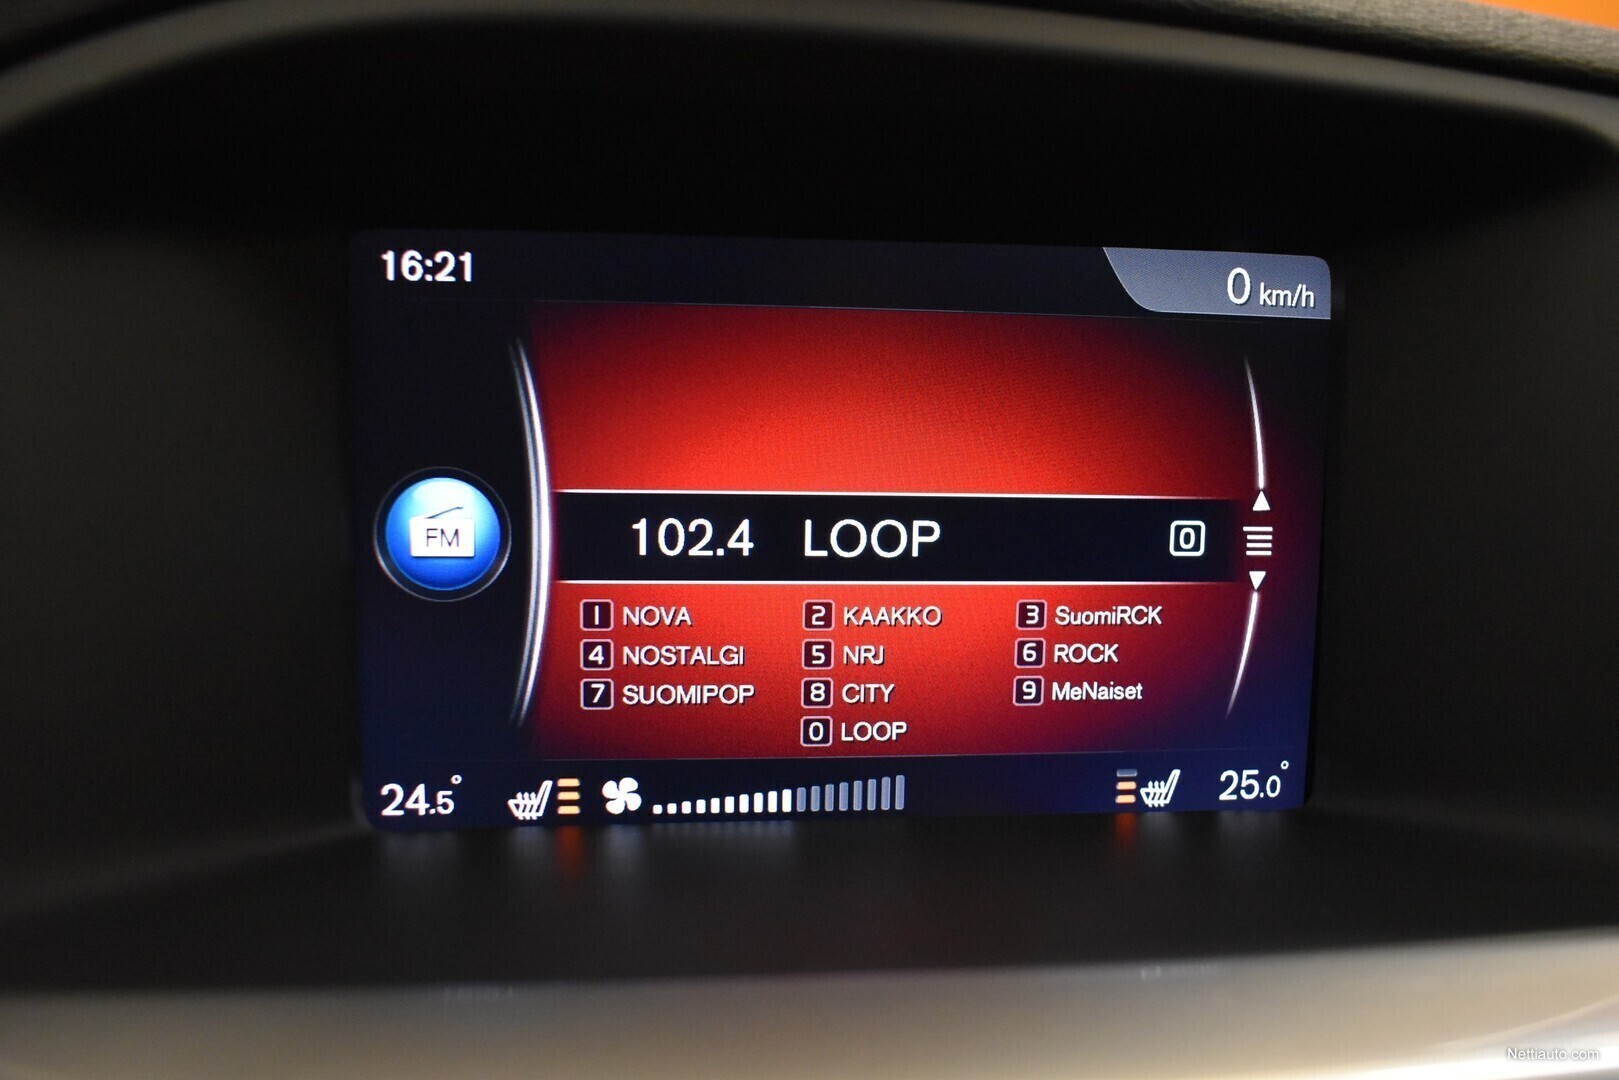 16:21
0 km/h
FM
102.4 LOOP 0
1 NOVA 2 KAAKKO 3 SuomiRCK
4 NOSTALGI 5 NRJ 6 ROCK
7 SUOMIPOP 8 CITY 9 MeNaiset
0 LOOP
24.5° 25.0°
Nettiauto.com